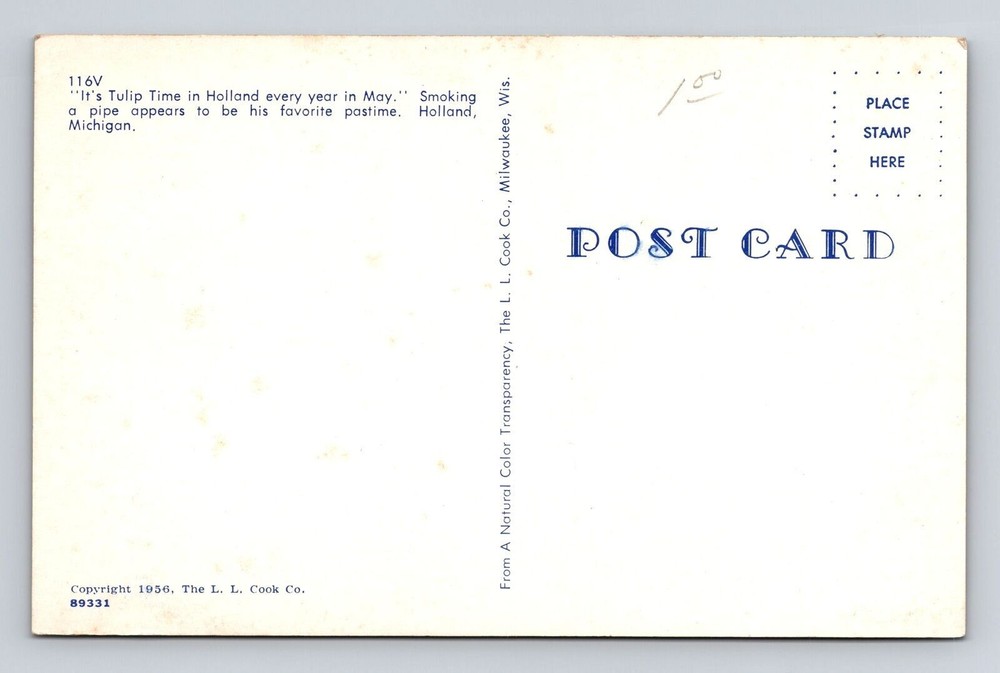 116V
"It's Tulip Time in Holland every year in May." Smoking
a pipe appears to be his favorite pastime. Holland,
Michigan.
Copyright 1956, The L. L. Cook Co.
89331
From A Natural Color Transparency, The L. L. Cook Co., Milwaukee, Wis.
1 00
PLACE
STAMP
HERE
POST CARD